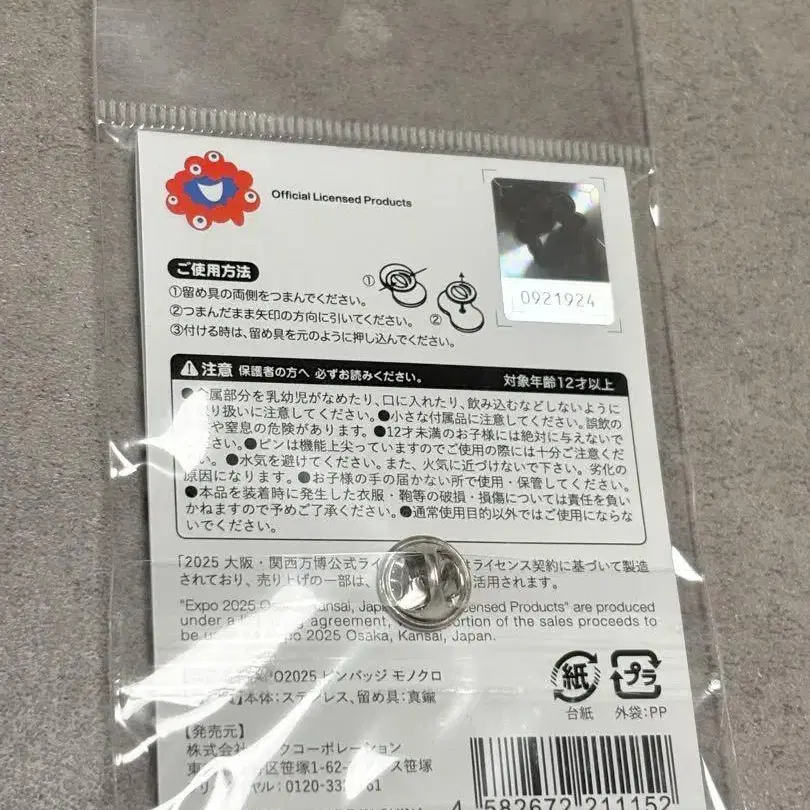 Official Licensed Products
0921924
ご使用方法
①留め具の両側をつまんでください。
②つまんだまま矢印の方向に引いてください。
③付ける時は、留め具を元のように押し込んでください。
① ②
注意 保護者の方へ 必ずお読みください。 対象年齢12才以上
●金属部分を乳幼児がなめたり、口に入れたり、飲み込むなどしないように
り扱いに注意してください。●小さな付属品に注意してください。誤飲の
や窒息の危険があります。●12才未満のお子様には絶対に与えないで
さい。●ピンは機能上尖っていますのでご使用の際には十分ご注意くだ
い。●水気を避けてください。また、火気に近づけないで下さい。劣化の
原因になります。●お子様の手の届かない所で使用・保管してください。
●本品を装着時に発生した衣服・鞄等の破損・損傷については責任を負い
かねますので予めご了承ください。●通常使用目的以外ではご使用にならな
いでください。
「2025 大阪・関西万博公式ライ はライセンス契約に基づいて製造
されており、売り上げの一部は、 活用されます。
"Expo 2025 Osaka, Kansai, Japan Licensed Products" are produced
under a agreement, portion of the sales proceeds to
be Expo 2025 Osaka, Kansai, Japan.
PO2025 ピンバッジ モノクロ
】本体:ステンレス、留め具:真鍮
紙 プラ
台紙 外袋:PP
【発売元】
株式会社 クコーポレーション
東 区笹塚1-62- ス笹塚
ル:0120-33 61
4 582672 211152